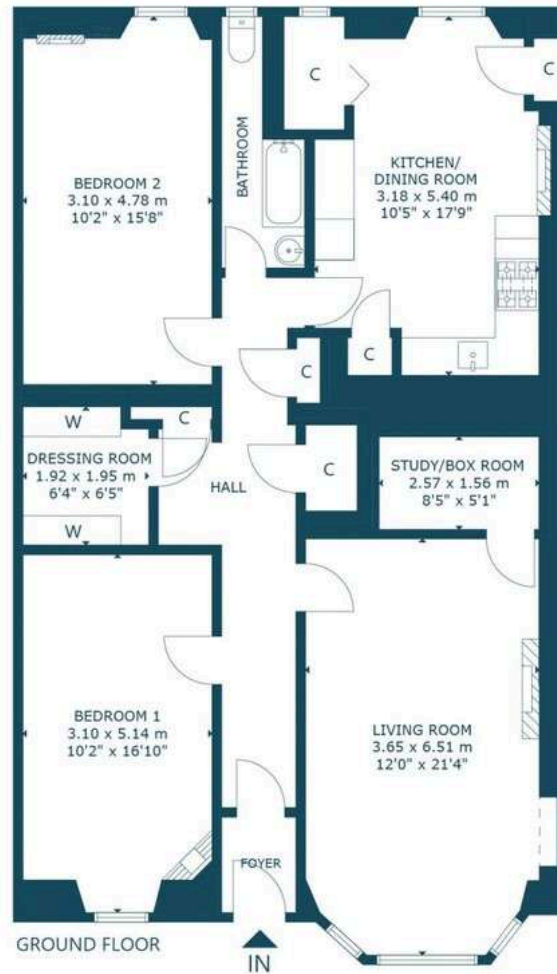 C
C
BATHROOM
KITCHEN/
DINING ROOM
3.18 x 5.40 m
10'5" x 17'9"
BEDROOM 2
3.10 x 4.78 m
10'2" x 15'8"
C
C
W
C
DRESSING ROOM
1.92 x 1.95 m
6'4" x 6'5"
W
HALL
C
STUDY/BOX ROOM
2.57 x 1.56 m
8'5" x 5'1"
BEDROOM 1
3.10 x 5.14 m
10'2" x 16'10"
LIVING ROOM
3.65 x 6.51 m
12'0" x 21'4"
FOYER
GROUND FLOOR
IN